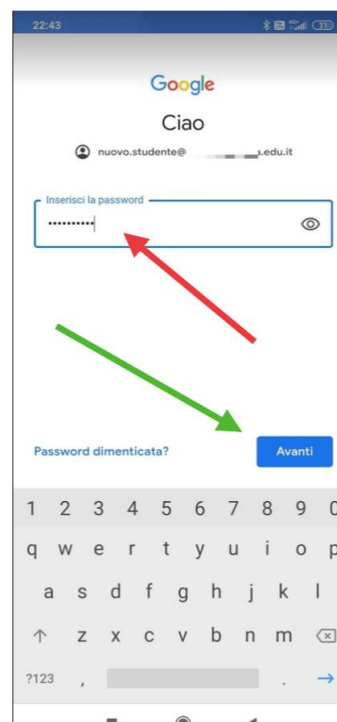 22:43
Google
Ciao
nuovo.studente@ .edu.it
Inserisci la password
••••••••••
Password dimenticata?
Avanti
1 2 3 4 5 6 7 8 9 0
q w e r t y u i o p
a s d f g h j k l
z x c v b n m
?123 , .